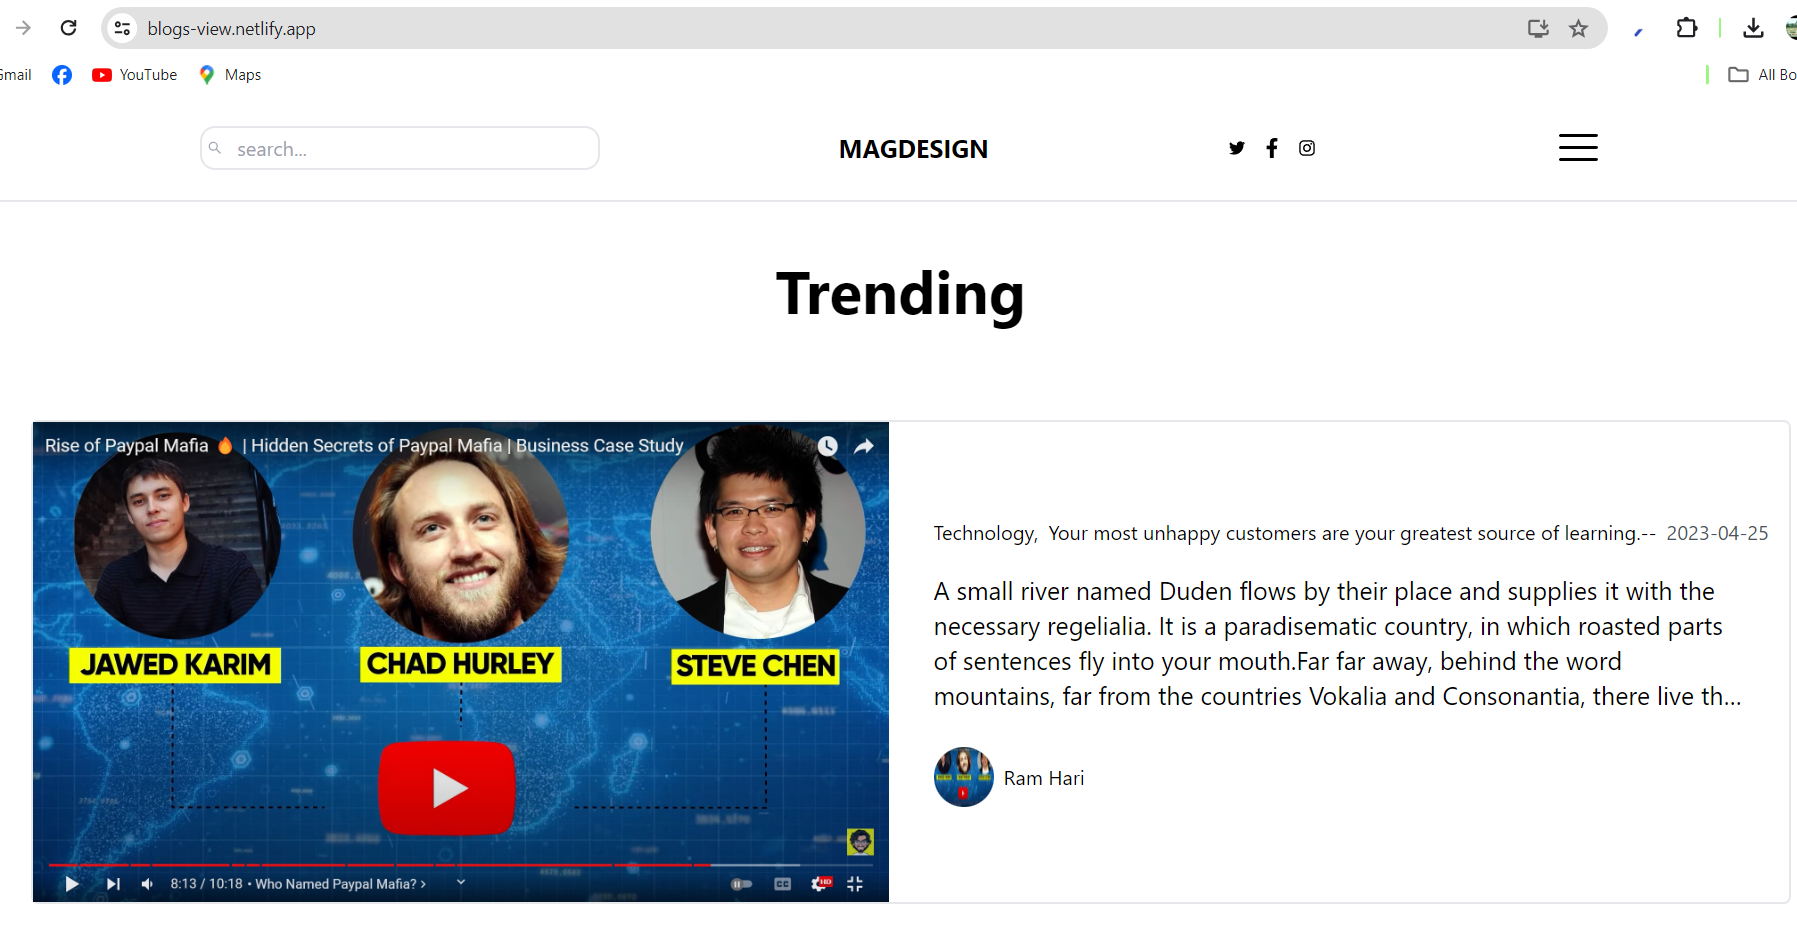 blogs-view.netlify.app
Gmail YouTube Maps All Bo
search...
MAGDESIGN
Trending
Rise of Paypal Mafia 🔥 | Hidden Secrets of Paypal Mafia | Business Case Study
JAWED KARIM
CHAD HURLEY
STEVE CHEN
8:13 / 10:18 • Who Named Paypal Mafia? ›
CC HD
Technology, Your most unhappy customers are your greatest source of learning.-- 2023-04-25
A small river named Duden flows by their place and supplies it with the
necessary regelialia. It is a paradisematic country, in which roasted parts
of sentences fly into your mouth.Far far away, behind the word
mountains, far from the countries Vokalia and Consonantia, there live th...
Ram Hari